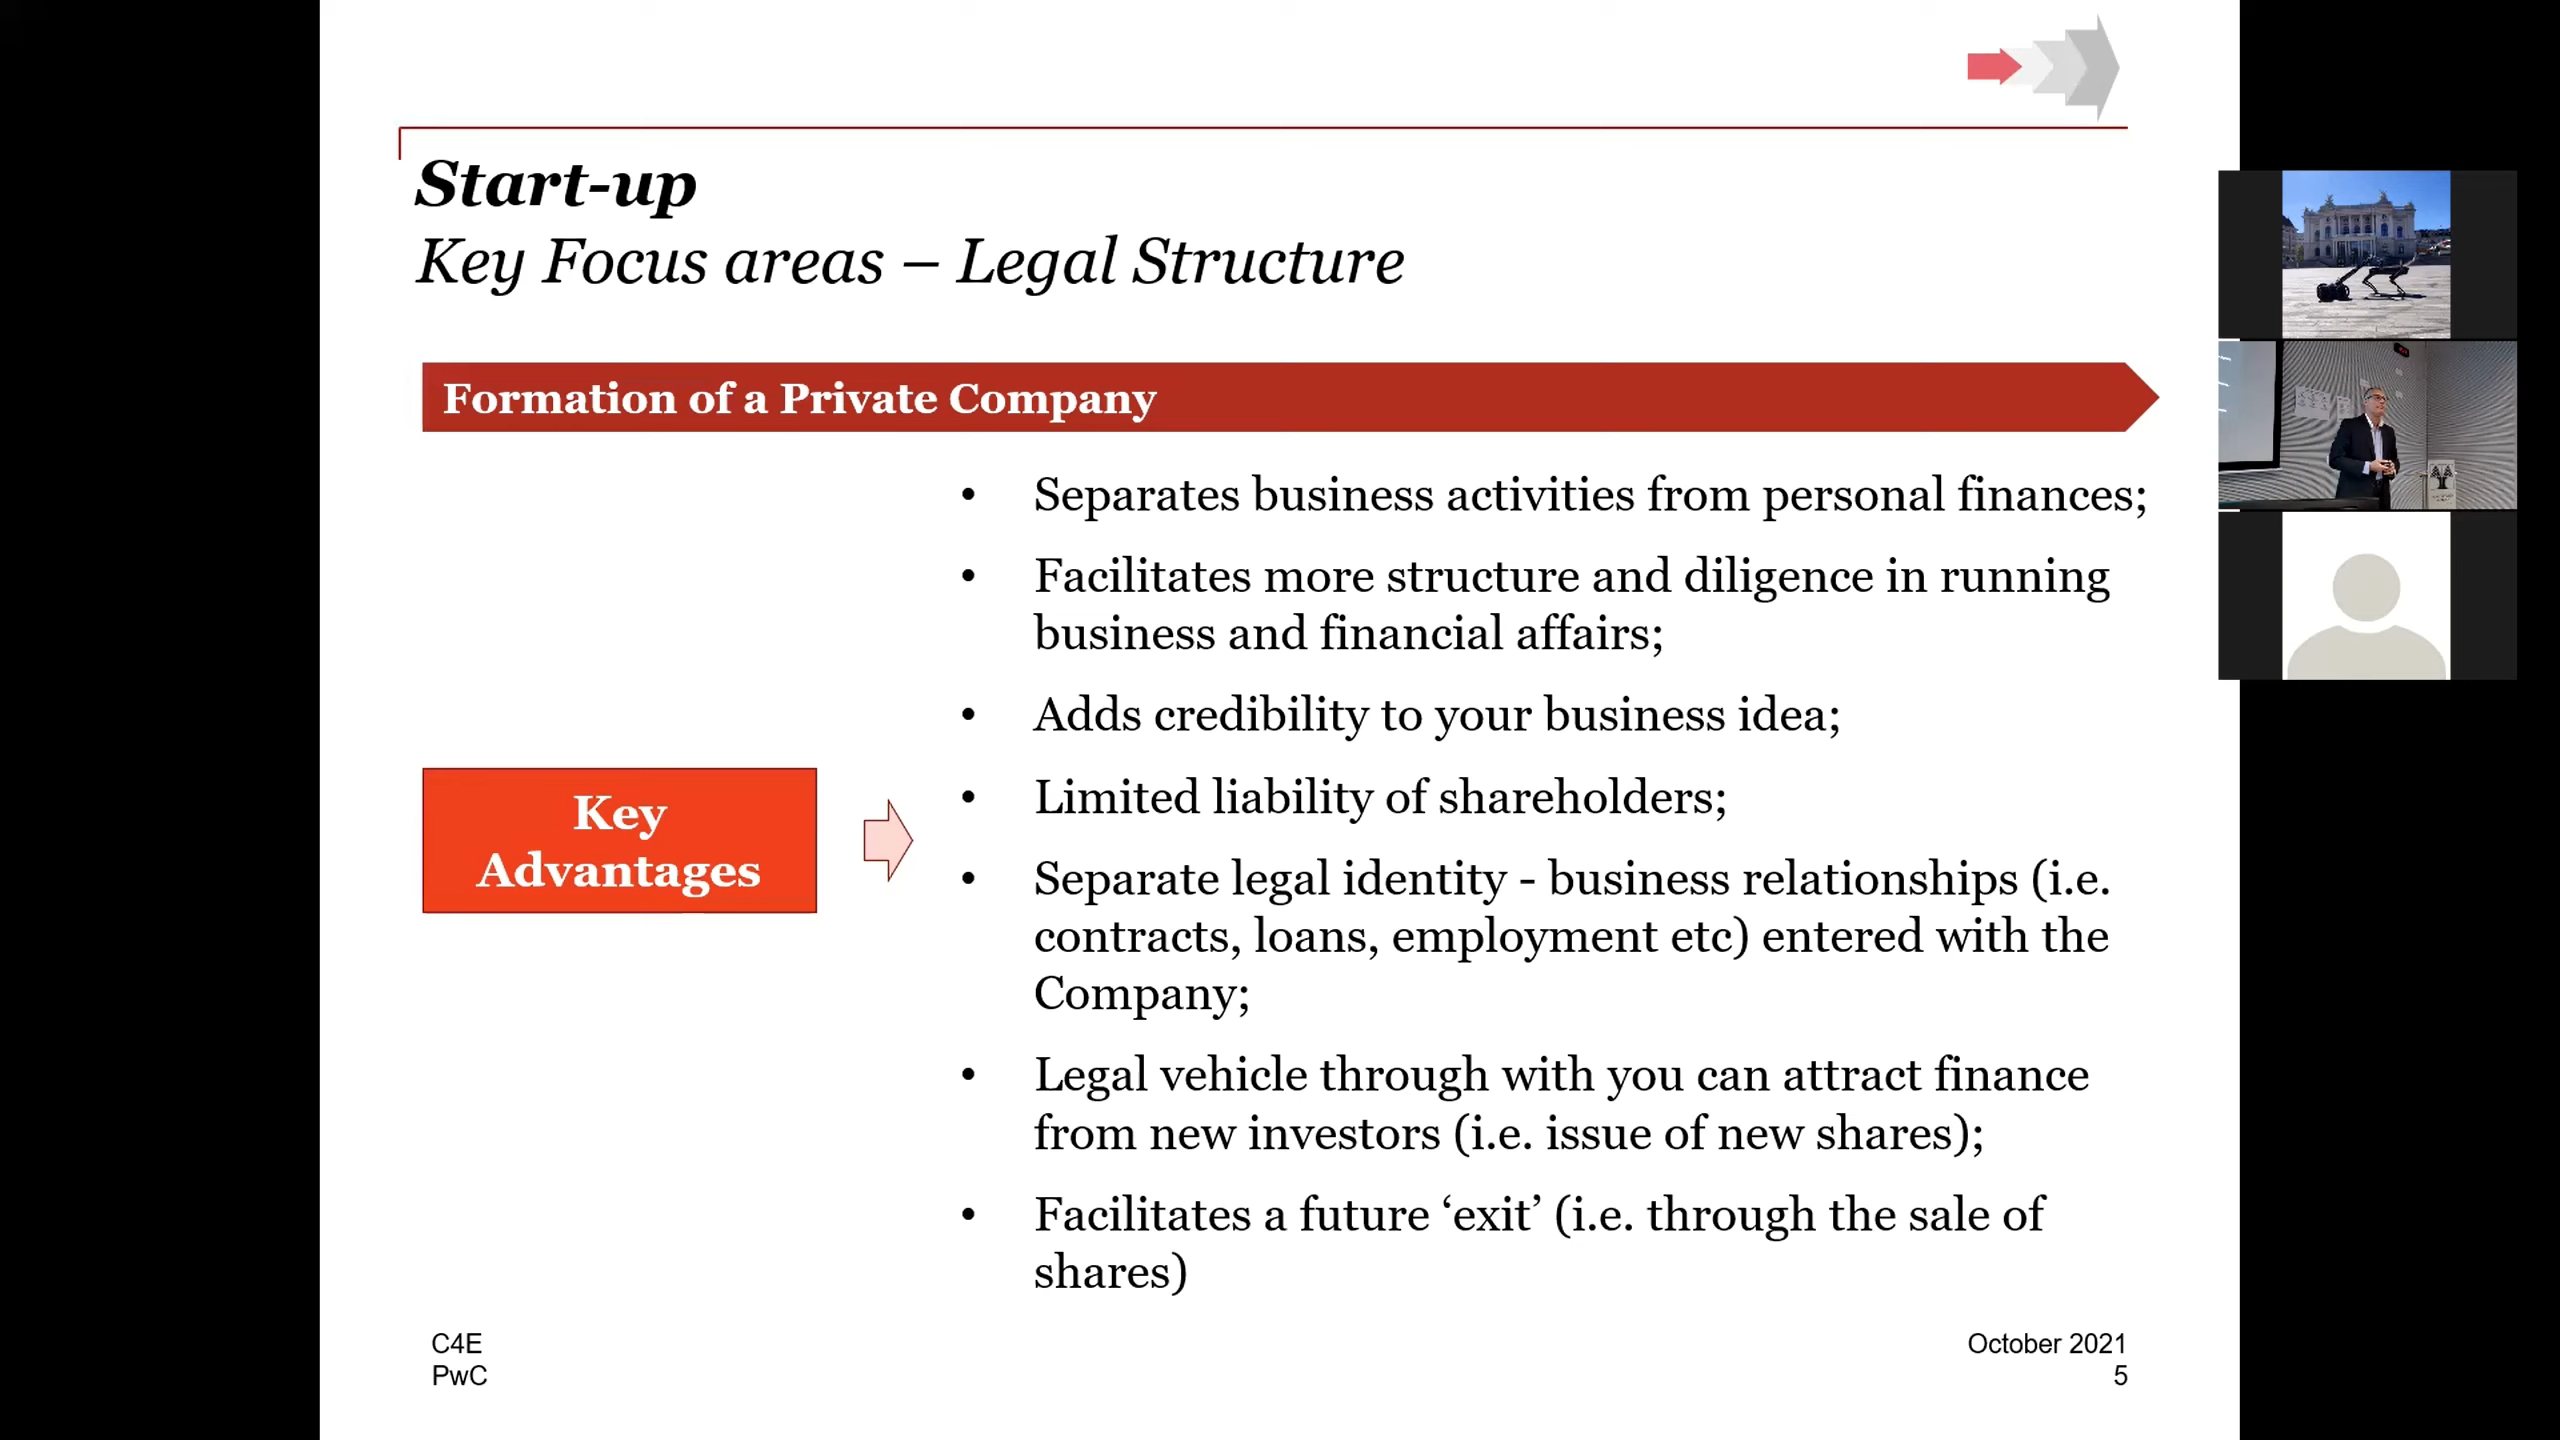 Start-up
Key Focus areas – Legal Structure
Formation of a Private Company
Key
Advantages
• Separates business activities from personal finances;
• Facilitates more structure and diligence in running
business and financial affairs;
• Adds credibility to your business idea;
• Limited liability of shareholders;
• Separate legal identity - business relationships (i.e.
contracts, loans, employment etc) entered with the
Company;
• Legal vehicle through with you can attract finance
from new investors (i.e. issue of new shares);
• Facilitates a future ‘exit’ (i.e. through the sale of
shares)
C4E
PwC
October 2021
5